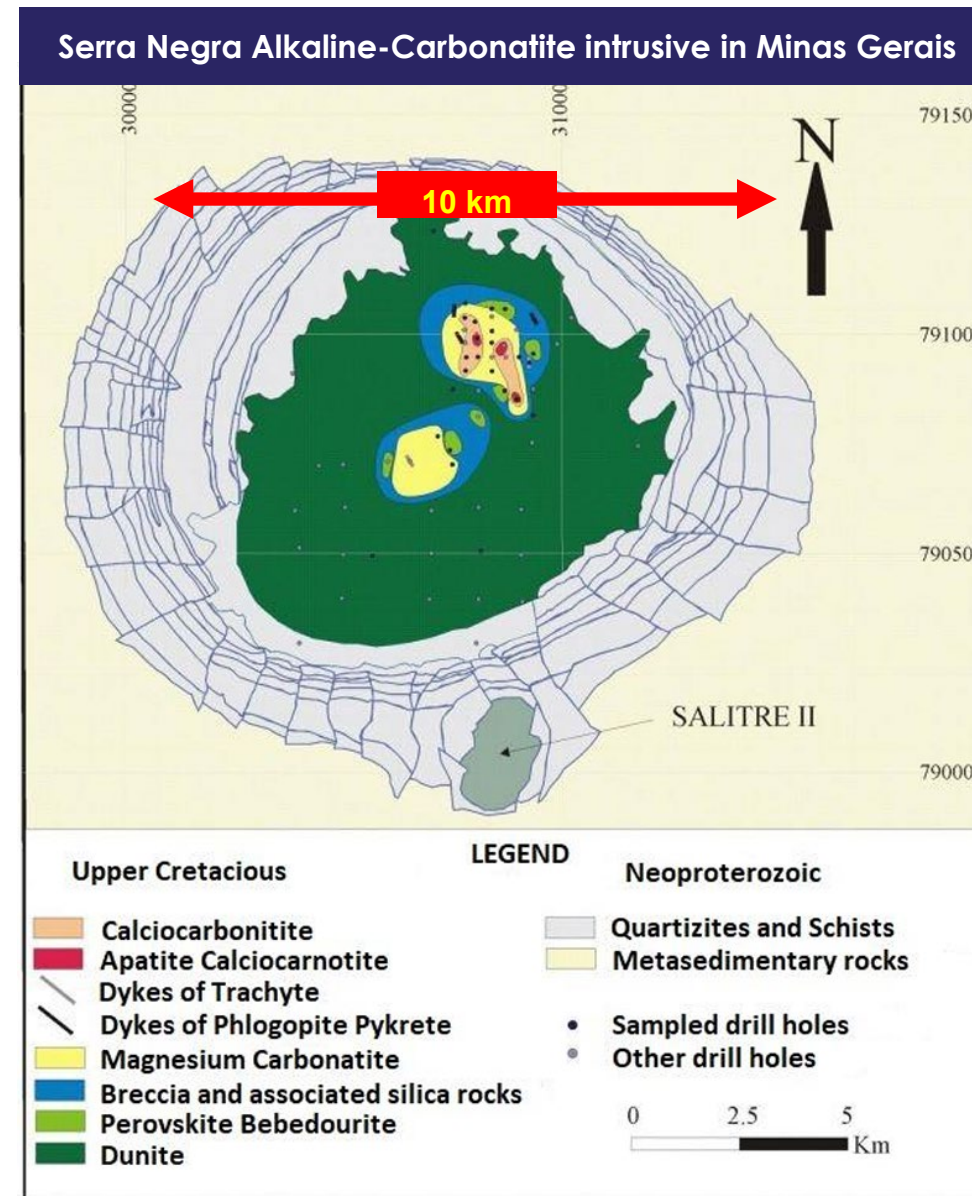 Serra Negra Alkaline-Carbonatite intrusive in Minas Gerais
30000
31000
79150
N
10 km
79100
79050
SALITRE II
79000
LEGEND
Upper Cretacious
Neoproterozoic
Calciocarbonitite
Quartizites and Schists
Apatite Calciocarnotite
Metasedimentary rocks
Dykes of Trachyte
Dykes of Phlogopite Pykrete
Sampled drill holes
Magnesium Carbonatite
Other drill holes
Breccia and associated silica rocks
Perovskite Bebedourite
0 2.5 5
Km
Dunite